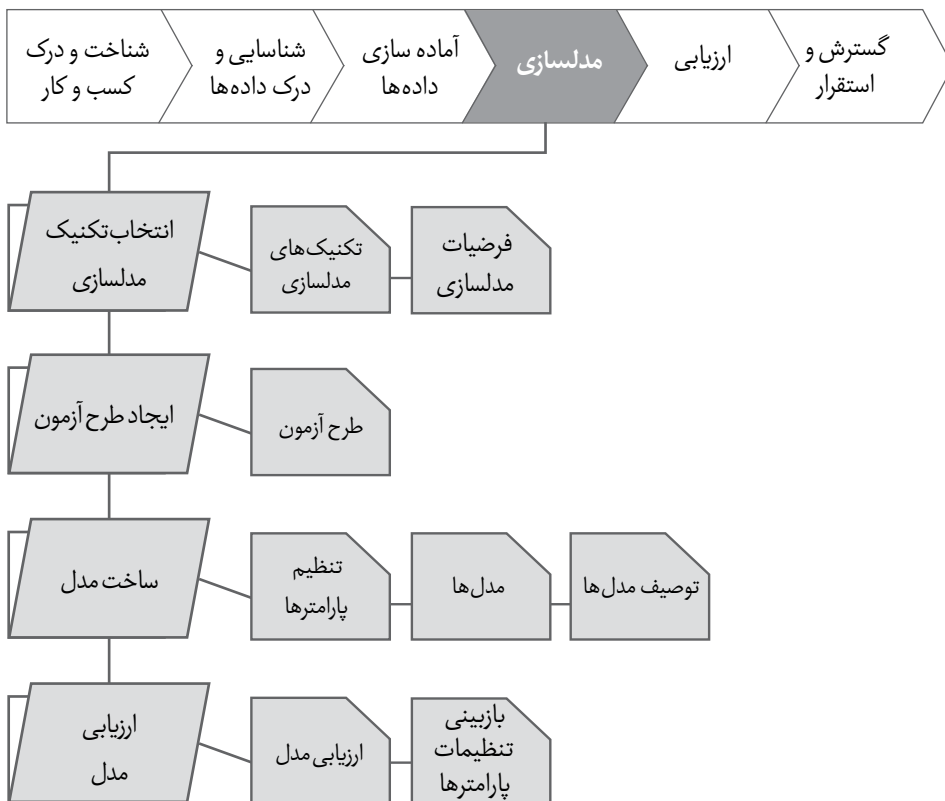 شناخت و درک
کسب و کار
شناسایی و
درک داده‌ها
آماده سازی
داده‌ها
مدلسازی
ارزیابی
گسترش و
استقرار
انتخاب تکنیک
مدلسازی
تکنیک‌های
مدلسازی
فرضیات
مدلسازی
ایجاد طرح آزمون
طرح آزمون
ساخت مدل
تنظیم
پارامترها
مدل‌ها
توصیف مدل‌ها
ارزیابی
مدل
ارزیابی مدل
بازبینی
تنظیمات
پارامترها